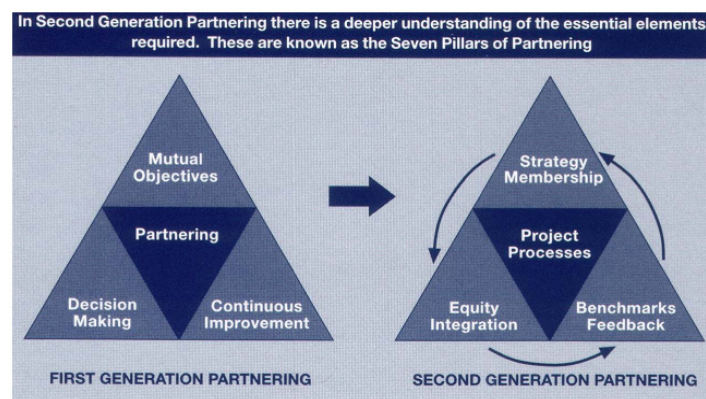 In Second Generation Partnering there is a deeper understanding of the essential elements
required. These are known as the Seven Pillars of Partnering
Mutual
Objectives
Partnering
Decision
Making
Continuous
Improvement
FIRST GENERATION PARTNERING
Strategy
Membership
Project
Processes
Equity
Integration
Benchmarks
Feedback
SECOND GENERATION PARTNERING